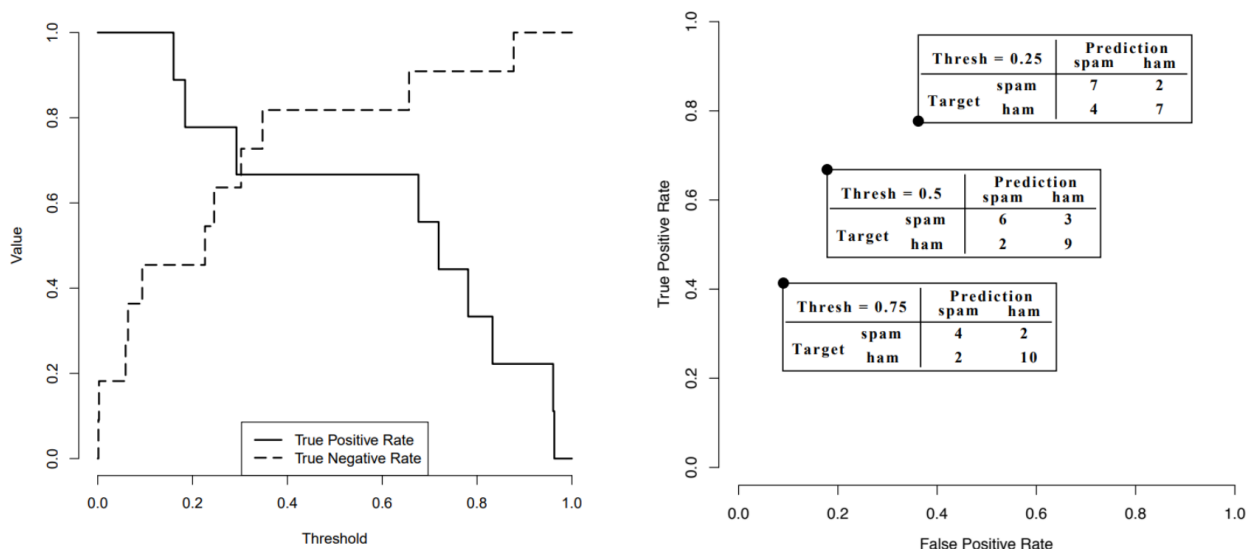 Value
1.0
0.8
0.6
0.4
0.2
0.0
True Positive Rate
True Negative Rate
0.0 0.2 0.4 0.6 0.8 1.0
Threshold
True Positive Rate
1.0
0.8
0.6
0.4
0.2
0.0
Thresh = 0.25 Prediction
spam ham
Target spam 7 2
ham 4 7
Thresh = 0.5 Prediction
spam ham
Target spam 6 3
ham 2 9
Thresh = 0.75 Prediction
spam ham
Target spam 4 2
ham 2 10
0.0 0.2 0.4 0.6 0.8 1.0
False Positive Rate